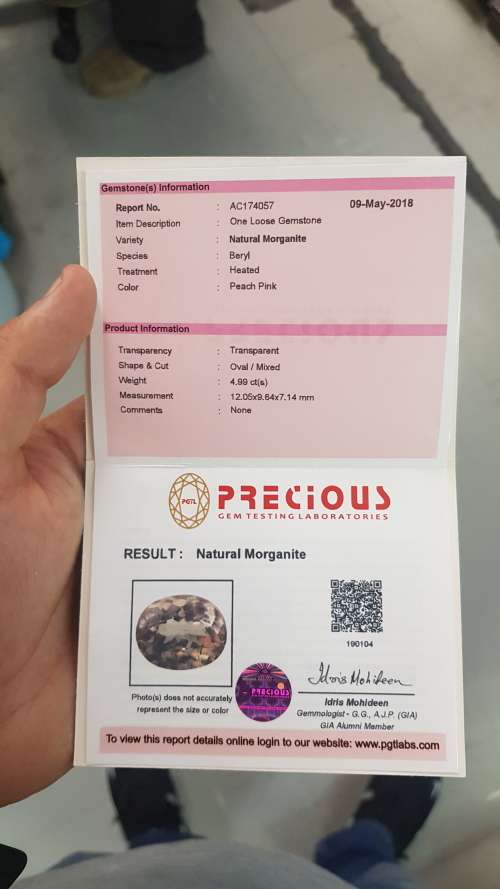 Gemstone(s) Information
Report No. : AC174057 09-May-2018
Item Description : One Loose Gemstone
Variety : Natural Morganite
Species : Beryl
Treatment : Heated
Color : Peach Pink
Product Information
Transparency : Transparent
Shape & Cut : Oval / Mixed
Weight : 4.99 ct(s)
Measurement : 12.05x9.64x7.14 mm
Comments : None
PGTL
PRECIOUS
GEM TESTING LABORATORIES
RESULT : Natural Morganite
190104
Photo(s) does not accurately
represent the size or color
PRECIOUS
Idris Mohideen
Idris Mohideen
Gemmologist - G.G., A.J.P. (GIA)
GIA Alumni Member
To view this report details online login to our website: www.pgtlabs.com